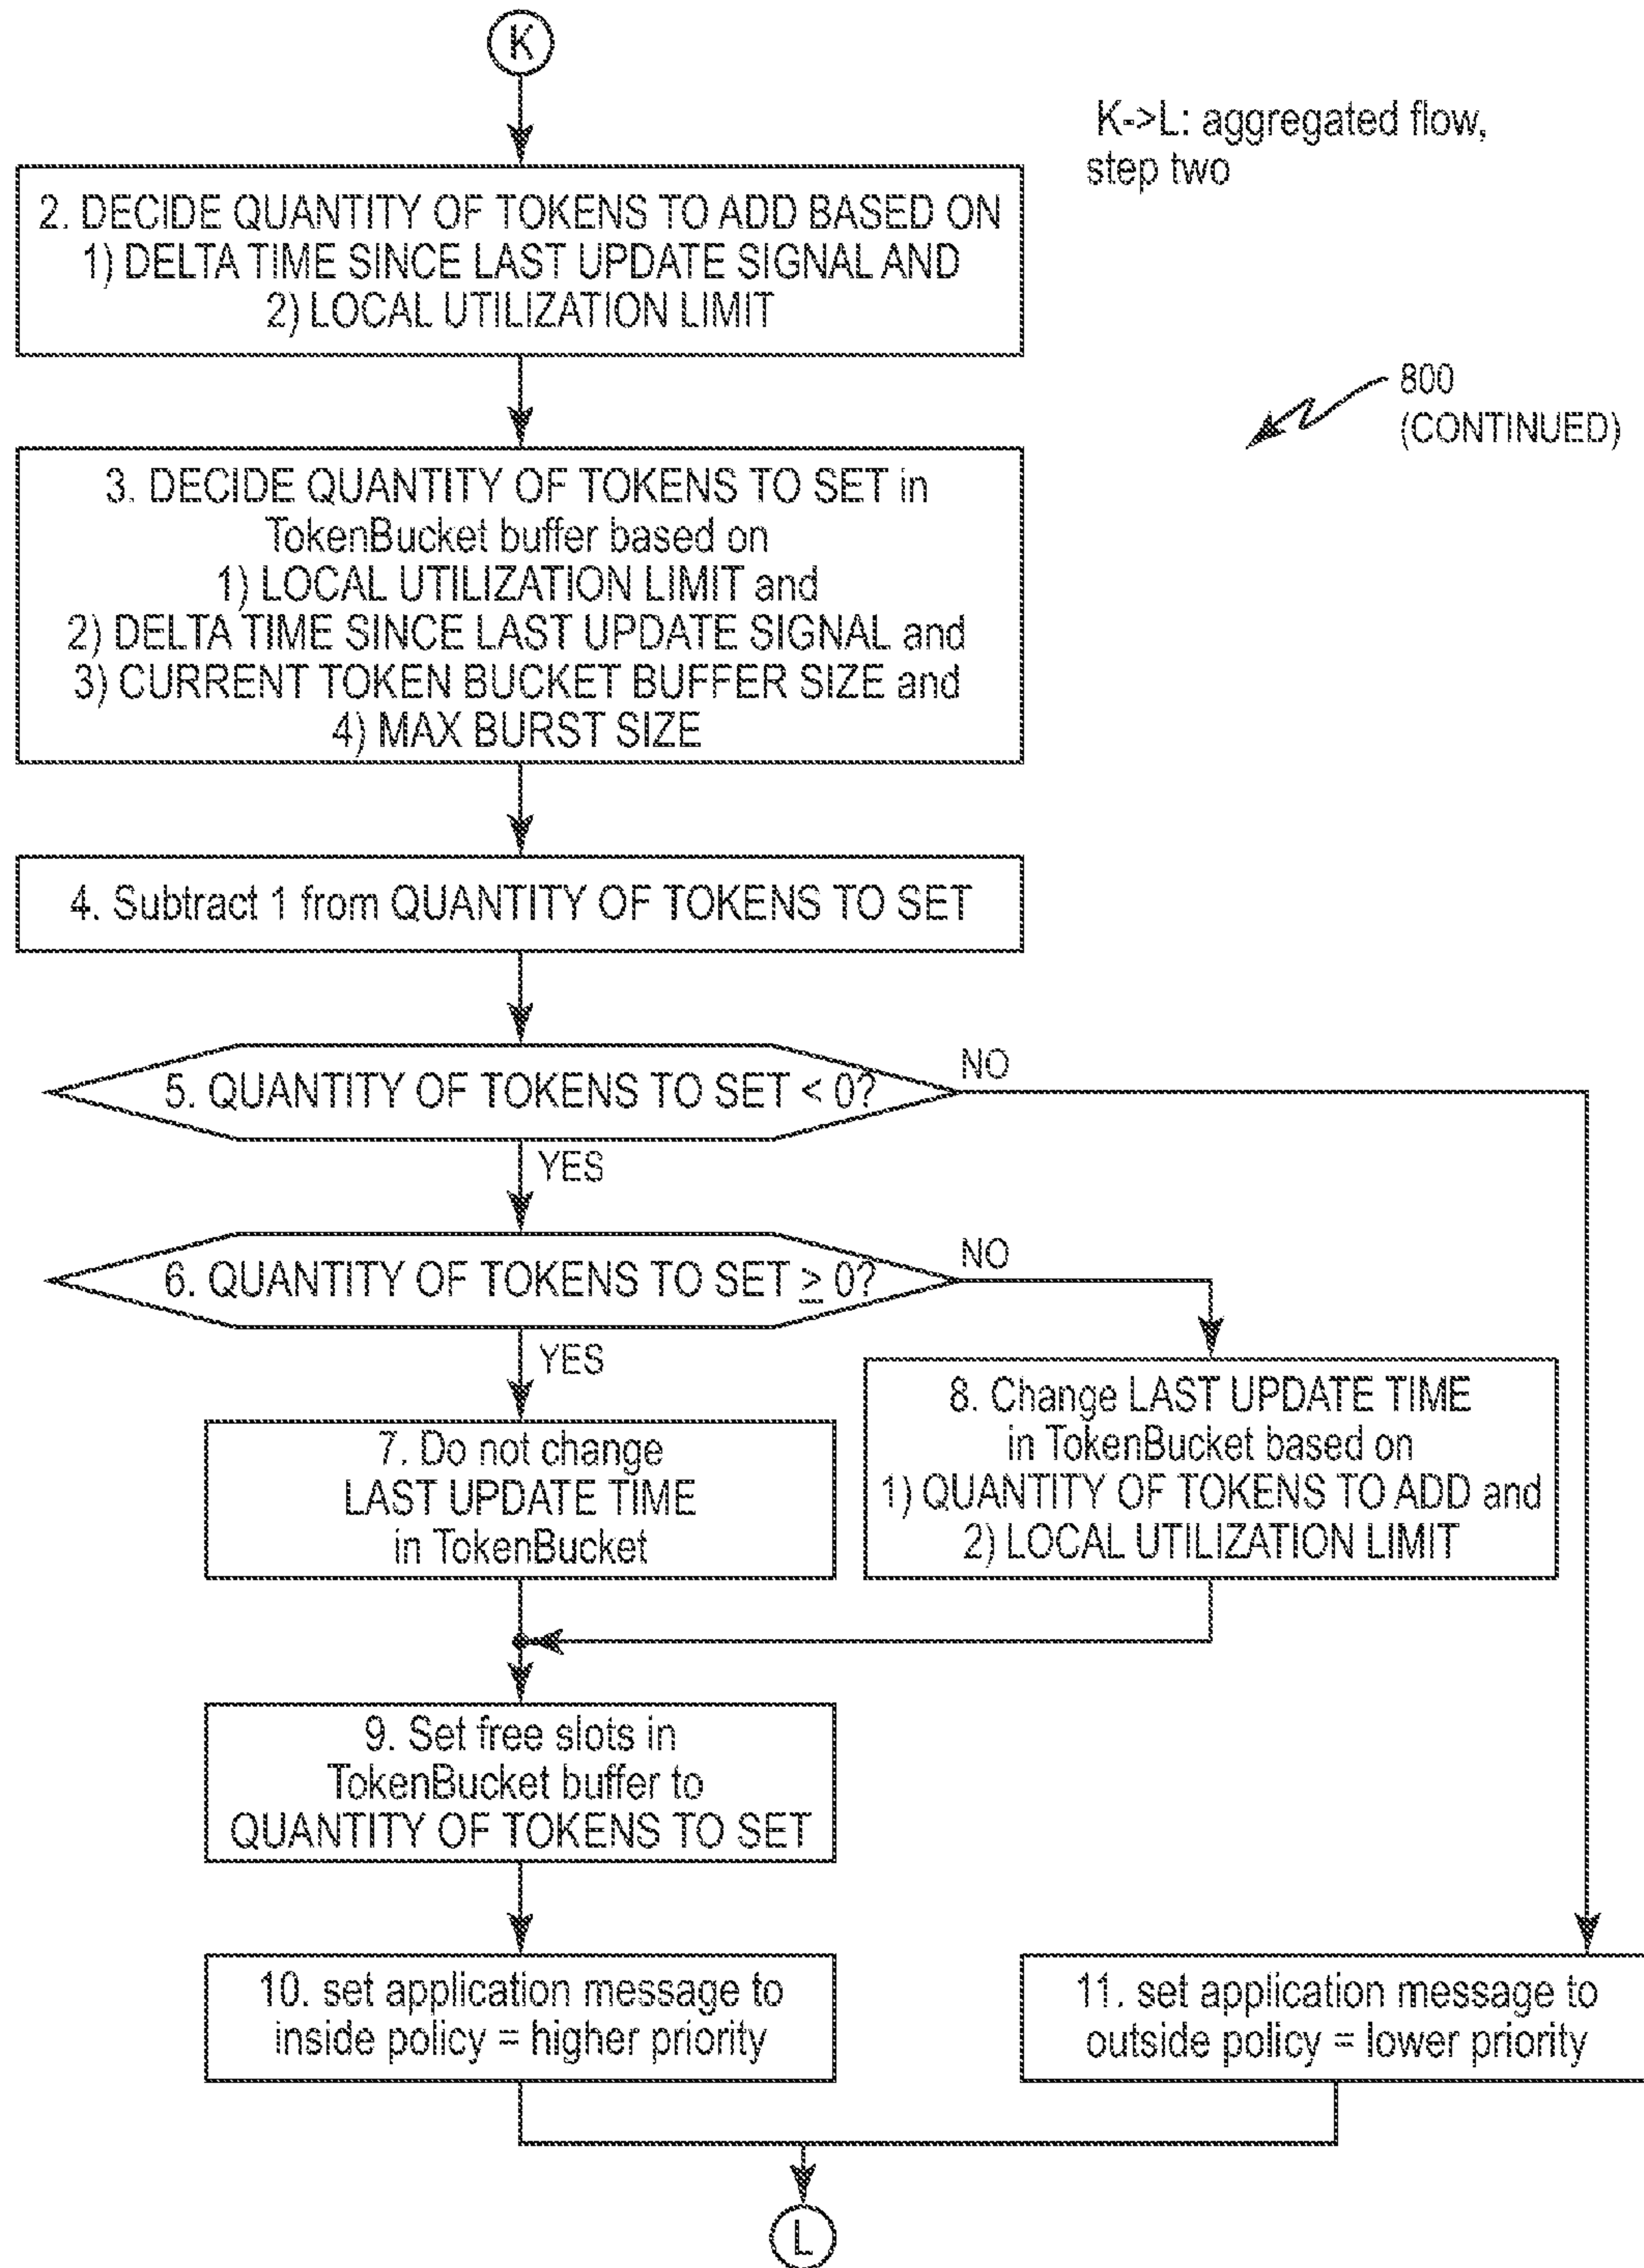 K
K->L: aggregated flow,
step two
2. DECIDE QUANTITY OF TOKENS TO ADD BASED ON
1) DELTA TIME SINCE LAST UPDATE SIGNAL AND
2) LOCAL UTILIZATION LIMIT
800
(CONTINUED)
3. DECIDE QUANTITY OF TOKENS TO SET in
TokenBucket buffer based on
1) LOCAL UTILIZATION LIMIT and
2) DELTA TIME SINCE LAST UPDATE SIGNAL and
3) CURRENT TOKEN BUCKET BUFFER SIZE and
4) MAX BURST SIZE
4. Subtract 1 from QUANTITY OF TOKENS TO SET
5. QUANTITY OF TOKENS TO SET < 0?
NO
YES
6. QUANTITY OF TOKENS TO SET ≥ 0?
NO
YES
7. Do not change
LAST UPDATE TIME
in TokenBucket
8. Change LAST UPDATE TIME
in TokenBucket based on
1) QUANTITY OF TOKENS TO ADD and
2) LOCAL UTILIZATION LIMIT
9. Set free slots in
TokenBucket buffer to
QUANTITY OF TOKENS TO SET
10. set application message to
inside policy = higher priority
11. set application message to
outside policy = lower priority
L